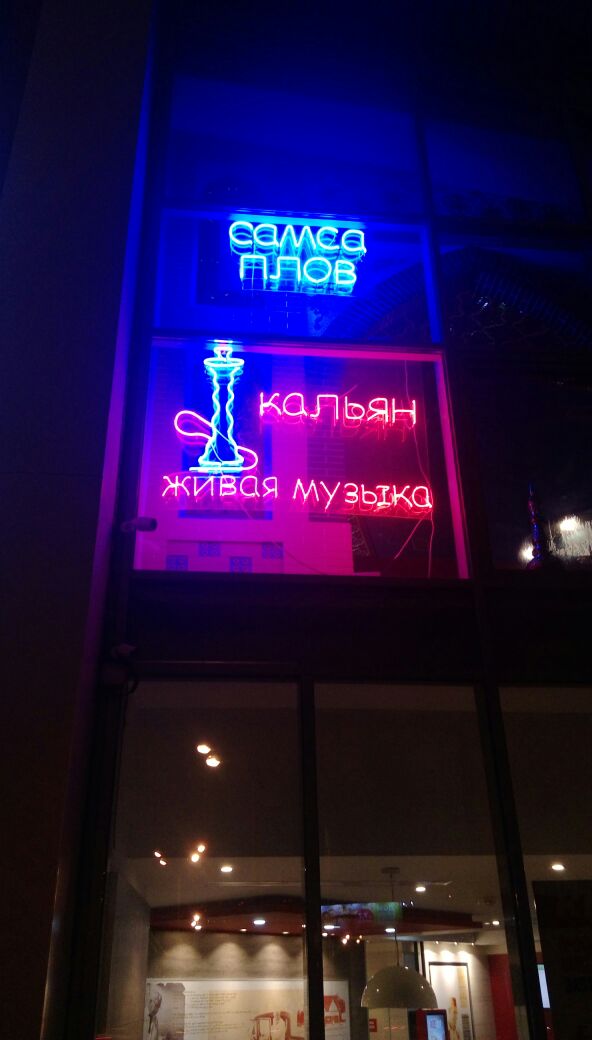 самса
плов
кальян
живая музыка